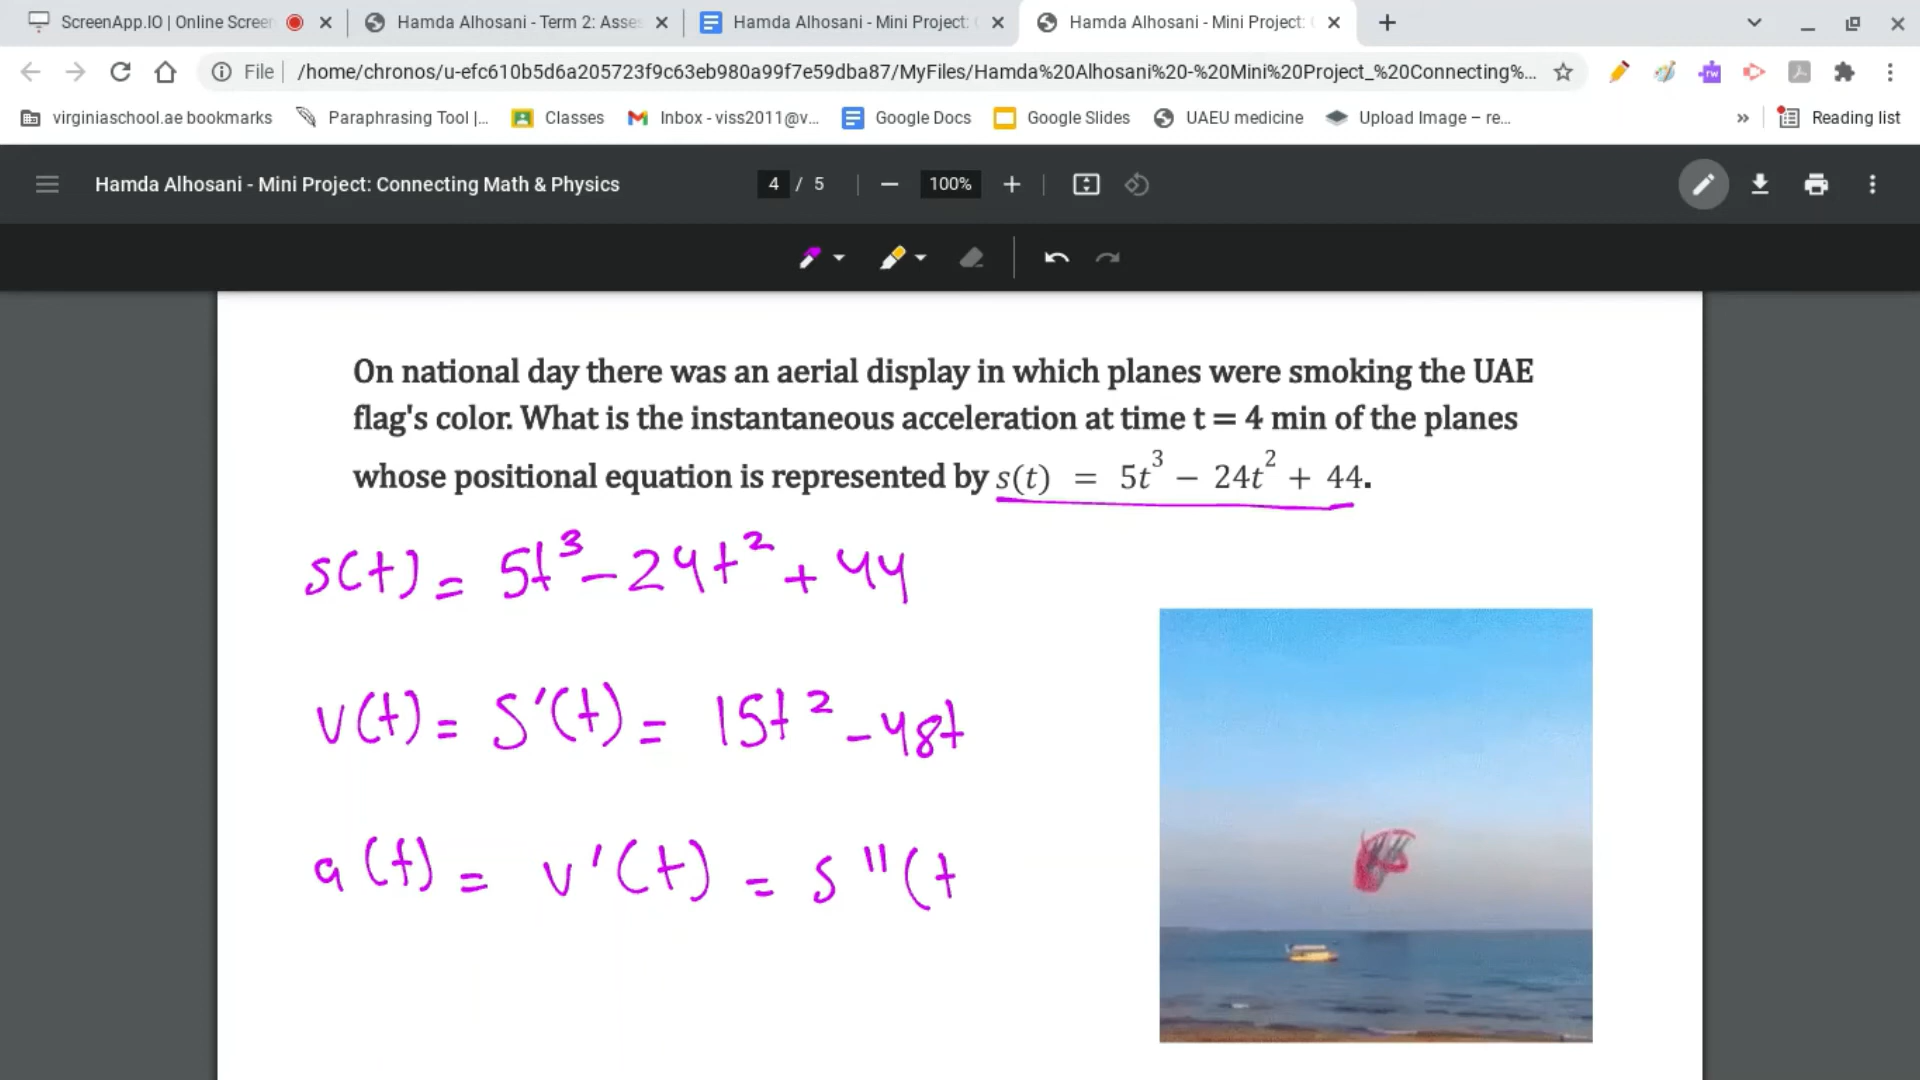 ScreenApp.IO | Online Screen
Hamda Alhosani - Term 2: Asse
Hamda Alhosani - Mini Project: C
Hamda Alhosani - Mini Project: C
File
/home/chronos/u-efc610b5d6a205723f9c63eb980a99f7e59dba87/MyFiles/Hamda%20Alhosani%20-%20Mini%20Project_%20Connecting%...
virginiaschool.ae bookmarks
Paraphrasing Tool |...
Classes
Inbox - viss2011@v...
Google Docs
Google Slides
UAEU medicine
Upload Image – re...
»
Reading list
Hamda Alhosani - Mini Project: Connecting Math & Physics
4 / 5
100%
On national day there was an aerial display in which planes were smoking the UAE
flag's color. What is the instantaneous acceleration at time t = 4 min of the planes
whose positional equation is represented by s(t) = 5t³ − 24t² + 44.
s(t) = 5t³ - 24t² + 44
v(t) = S'(t) = 15t² - 48t
a(t) = v'(t) = s"(t